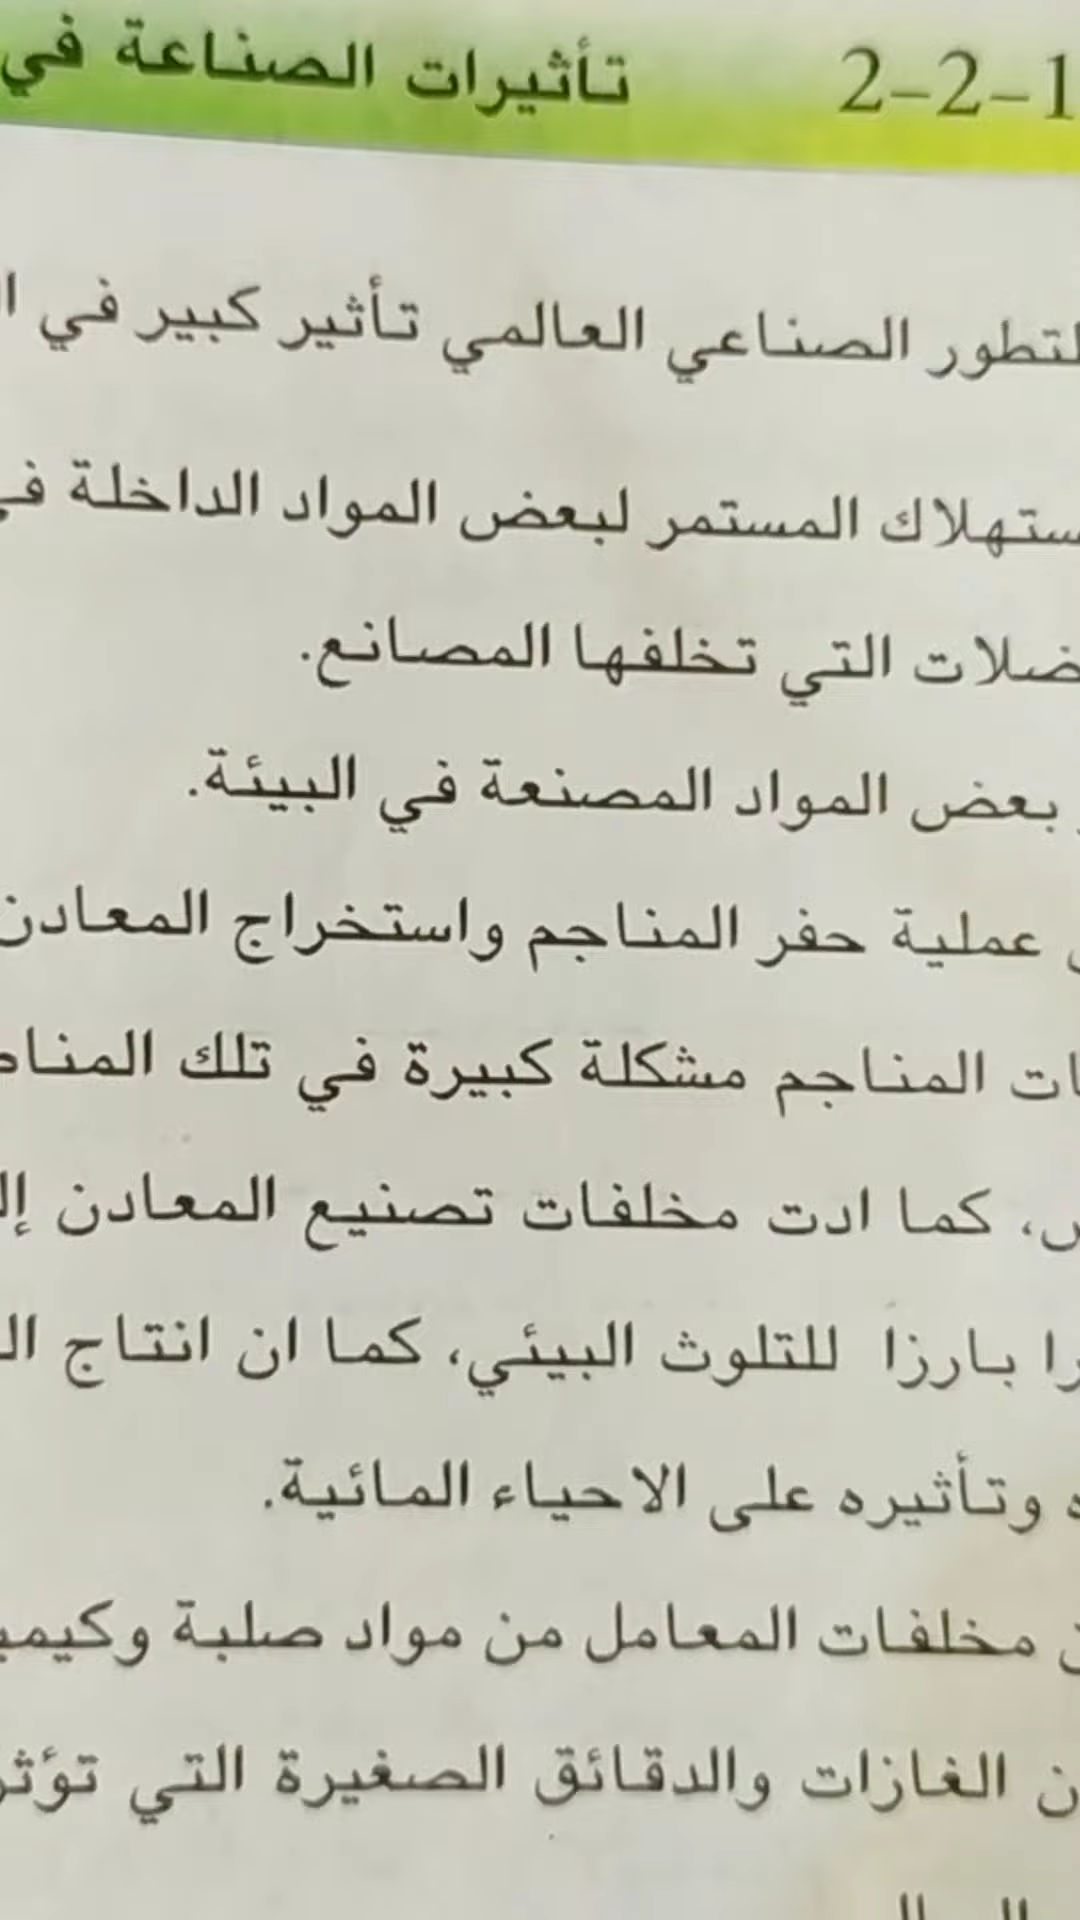 2-2-1 تأثيرات الصناعة في
لتطور الصناعي العالمي تأثير كبير في
ستهلاك المستمر لبعض المواد الداخلة في
ضلات التي تخلفها المصانع.
بعض المواد المصنعة في البيئة.
عملية حفر المناجم واستخراج المعادن
ات المناجم مشكلة كبيرة في تلك
، كما ادت مخلفات تصنيع المعادن
را بارزا للتلوث البيئي، كما ان انتاج
ه وتأثيره على الاحياء المائية.
مخلفات المعامل من مواد صلبة
ن الغازات والدقائق الصغيرة التي